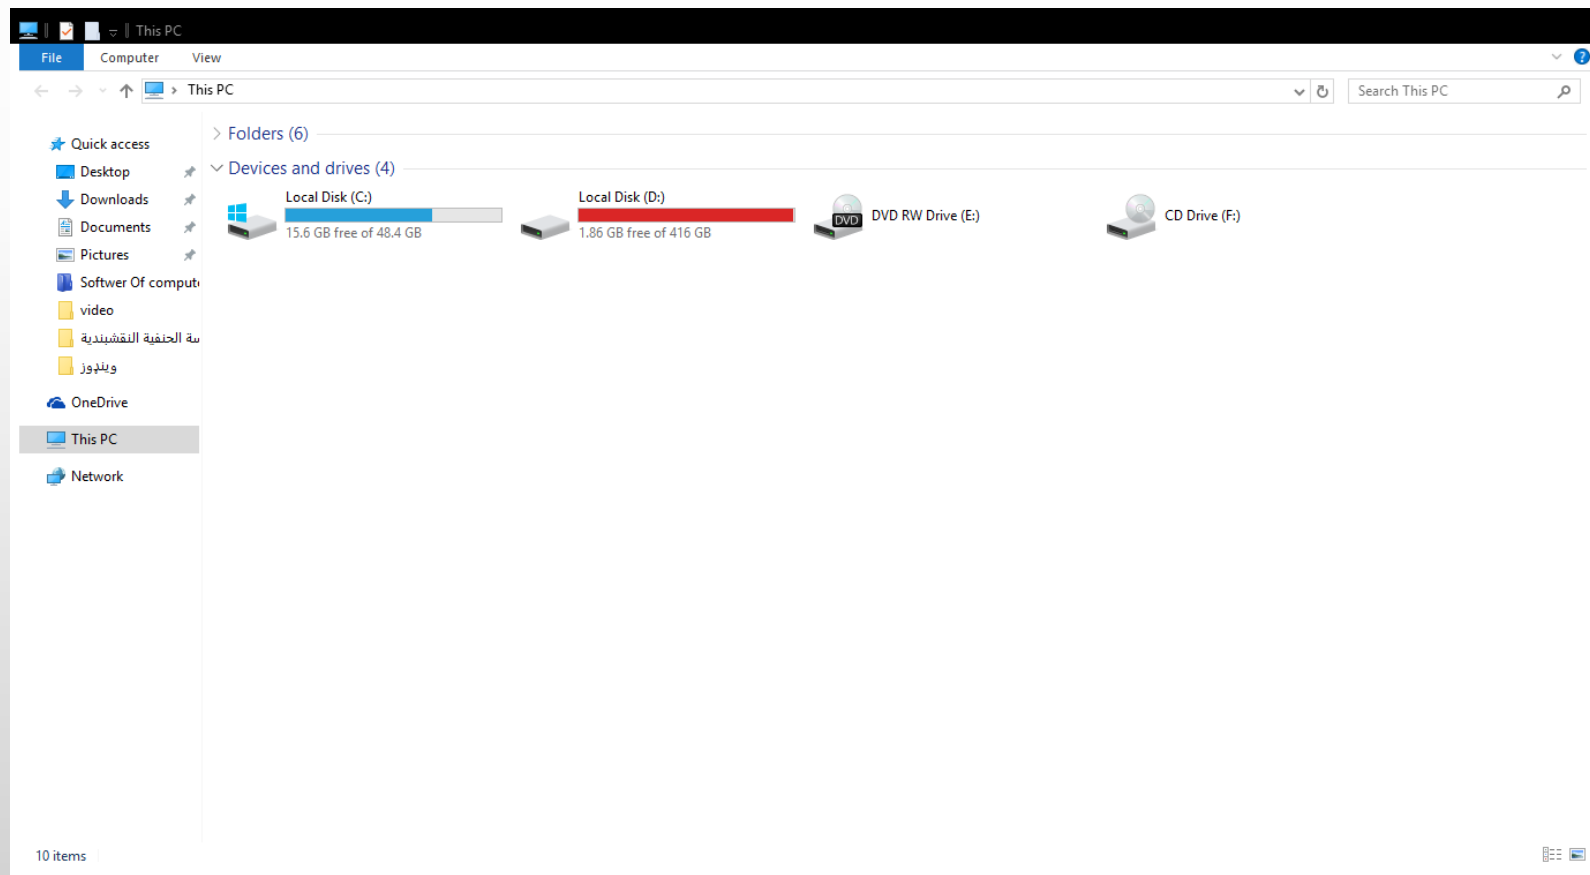 This PC
File Computer View
This PC
Search This PC
Quick access
Desktop
Downloads
Documents
Pictures
Softwer Of compute
video
سة الحنفية النقشبندية
ویندوز
OneDrive
This PC
Network
Folders (6)
Devices and drives (4)
Local Disk (C:)
15.6 GB free of 48.4 GB
Local Disk (D:)
1.86 GB free of 416 GB
DVD
DVD RW Drive (E:)
CD Drive (F:)
10 items